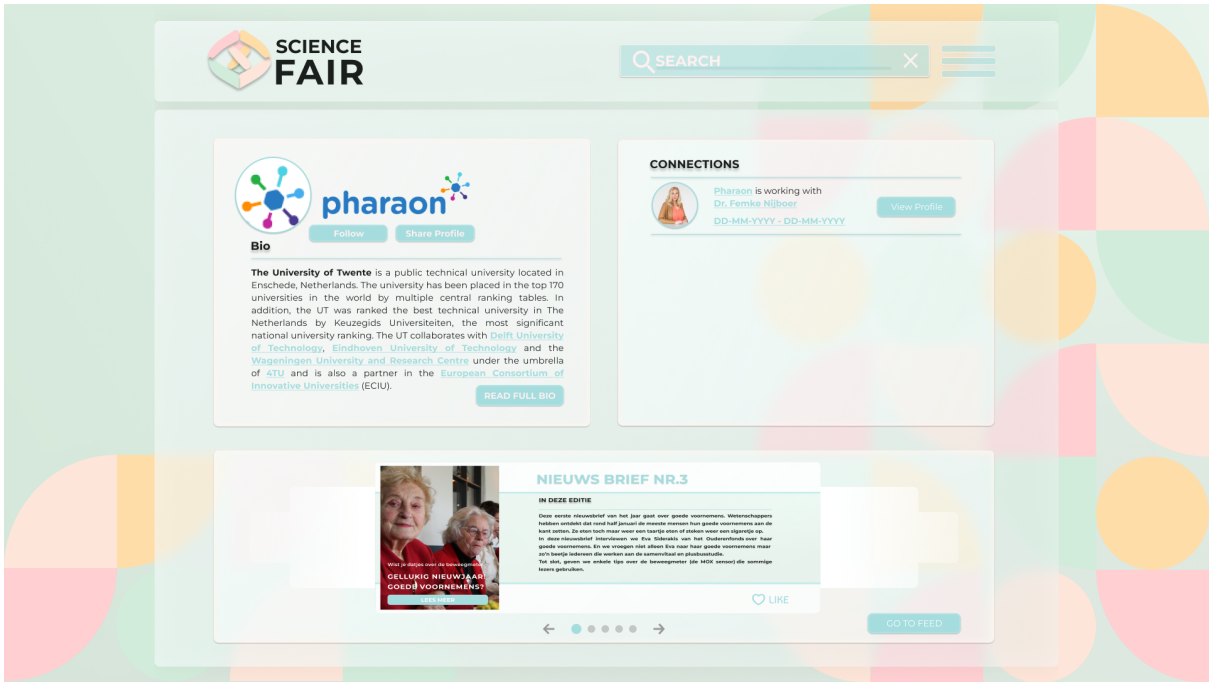 SCIENCE
FAIR
SEARCH
pharaon
Follow
Share Profile
Bio
The University of Twente is a public technical university located in
Enschede, Netherlands. The university has been placed in the top 170
universities in the world by multiple central ranking tables. In
addition, the UT was ranked the best technical university in The
Netherlands by Keuzegids Universiteiten, the most significant
national university ranking. The UT collaborates with Delft University
of Technology, Eindhoven University of Technology and the
Wageningen University and Research Centre under the umbrella
of 4TU and is also a partner in the European Consortium of
Innovative Universities (ECIU).
READ FULL BIO
CONNECTIONS
Pharaon is working with
Dr. Femke Nijboer
DD-MM-YYYY - DD-MM-YYYY
View Profile
Wist je datjes over de beweegmeter
GELLUKIG NIEUWJAAR!
GOEDE VOORNEMENS?
LEES MEER
NIEUWS BRIEF NR.3
IN DEZE EDITIE
Deze eerste nieuwsbrief van het jaar gaat over goede voornemens. Wetenschappers
hebben ontdekt dat rond half januari de meeste mensen hun goede voornemens aan de
kant zetten. Ze eten toch maar weer een taartje eten of steken weer een sigaretje op.
In deze nieuwsbrief interviewen we Eva Siderakis van het Ouderenfonds over haar
goede voornemens. En we vroegen niet alleen Eva naar haar goede voornemens maar
zo'n beetje iedereen die werken aan de samenvitaal en plusbusstudie.
Tot slot, geven we enkele tips over de beweegmeter (de MOX sensor) die sommige
lezers gebruiken.
LIKE
GO TO FEED